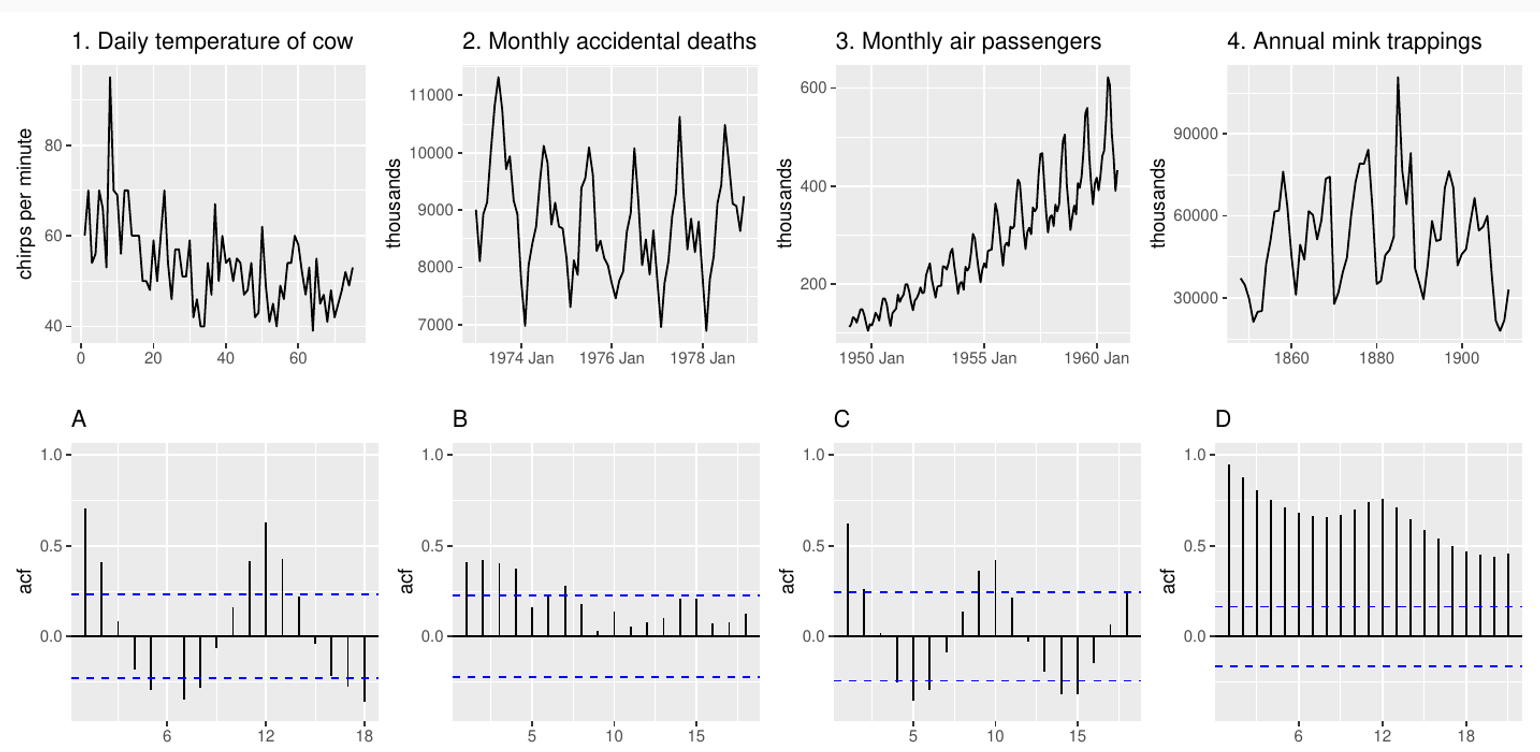 1. Daily temperature of cow
2. Monthly accidental deaths
3. Monthly air passengers
4. Annual mink trappings
chirps per minute
80
60
40
0 20 40 60
thousands
11000
10000
9000
8000
7000
1974 Jan 1976 Jan 1978 Jan
thousands
600
400
200
1950 Jan 1955 Jan 1960 Jan
thousands
90000
60000
30000
1860 1880 1900
A
B
C
D
acf
1.0
0.5
0.0
6 12 18
acf
1.0
0.5
0.0
5 10 15
acf
1.0
0.5
0.0
5 10 15
acf
1.0
0.5
0.0
6 12 18